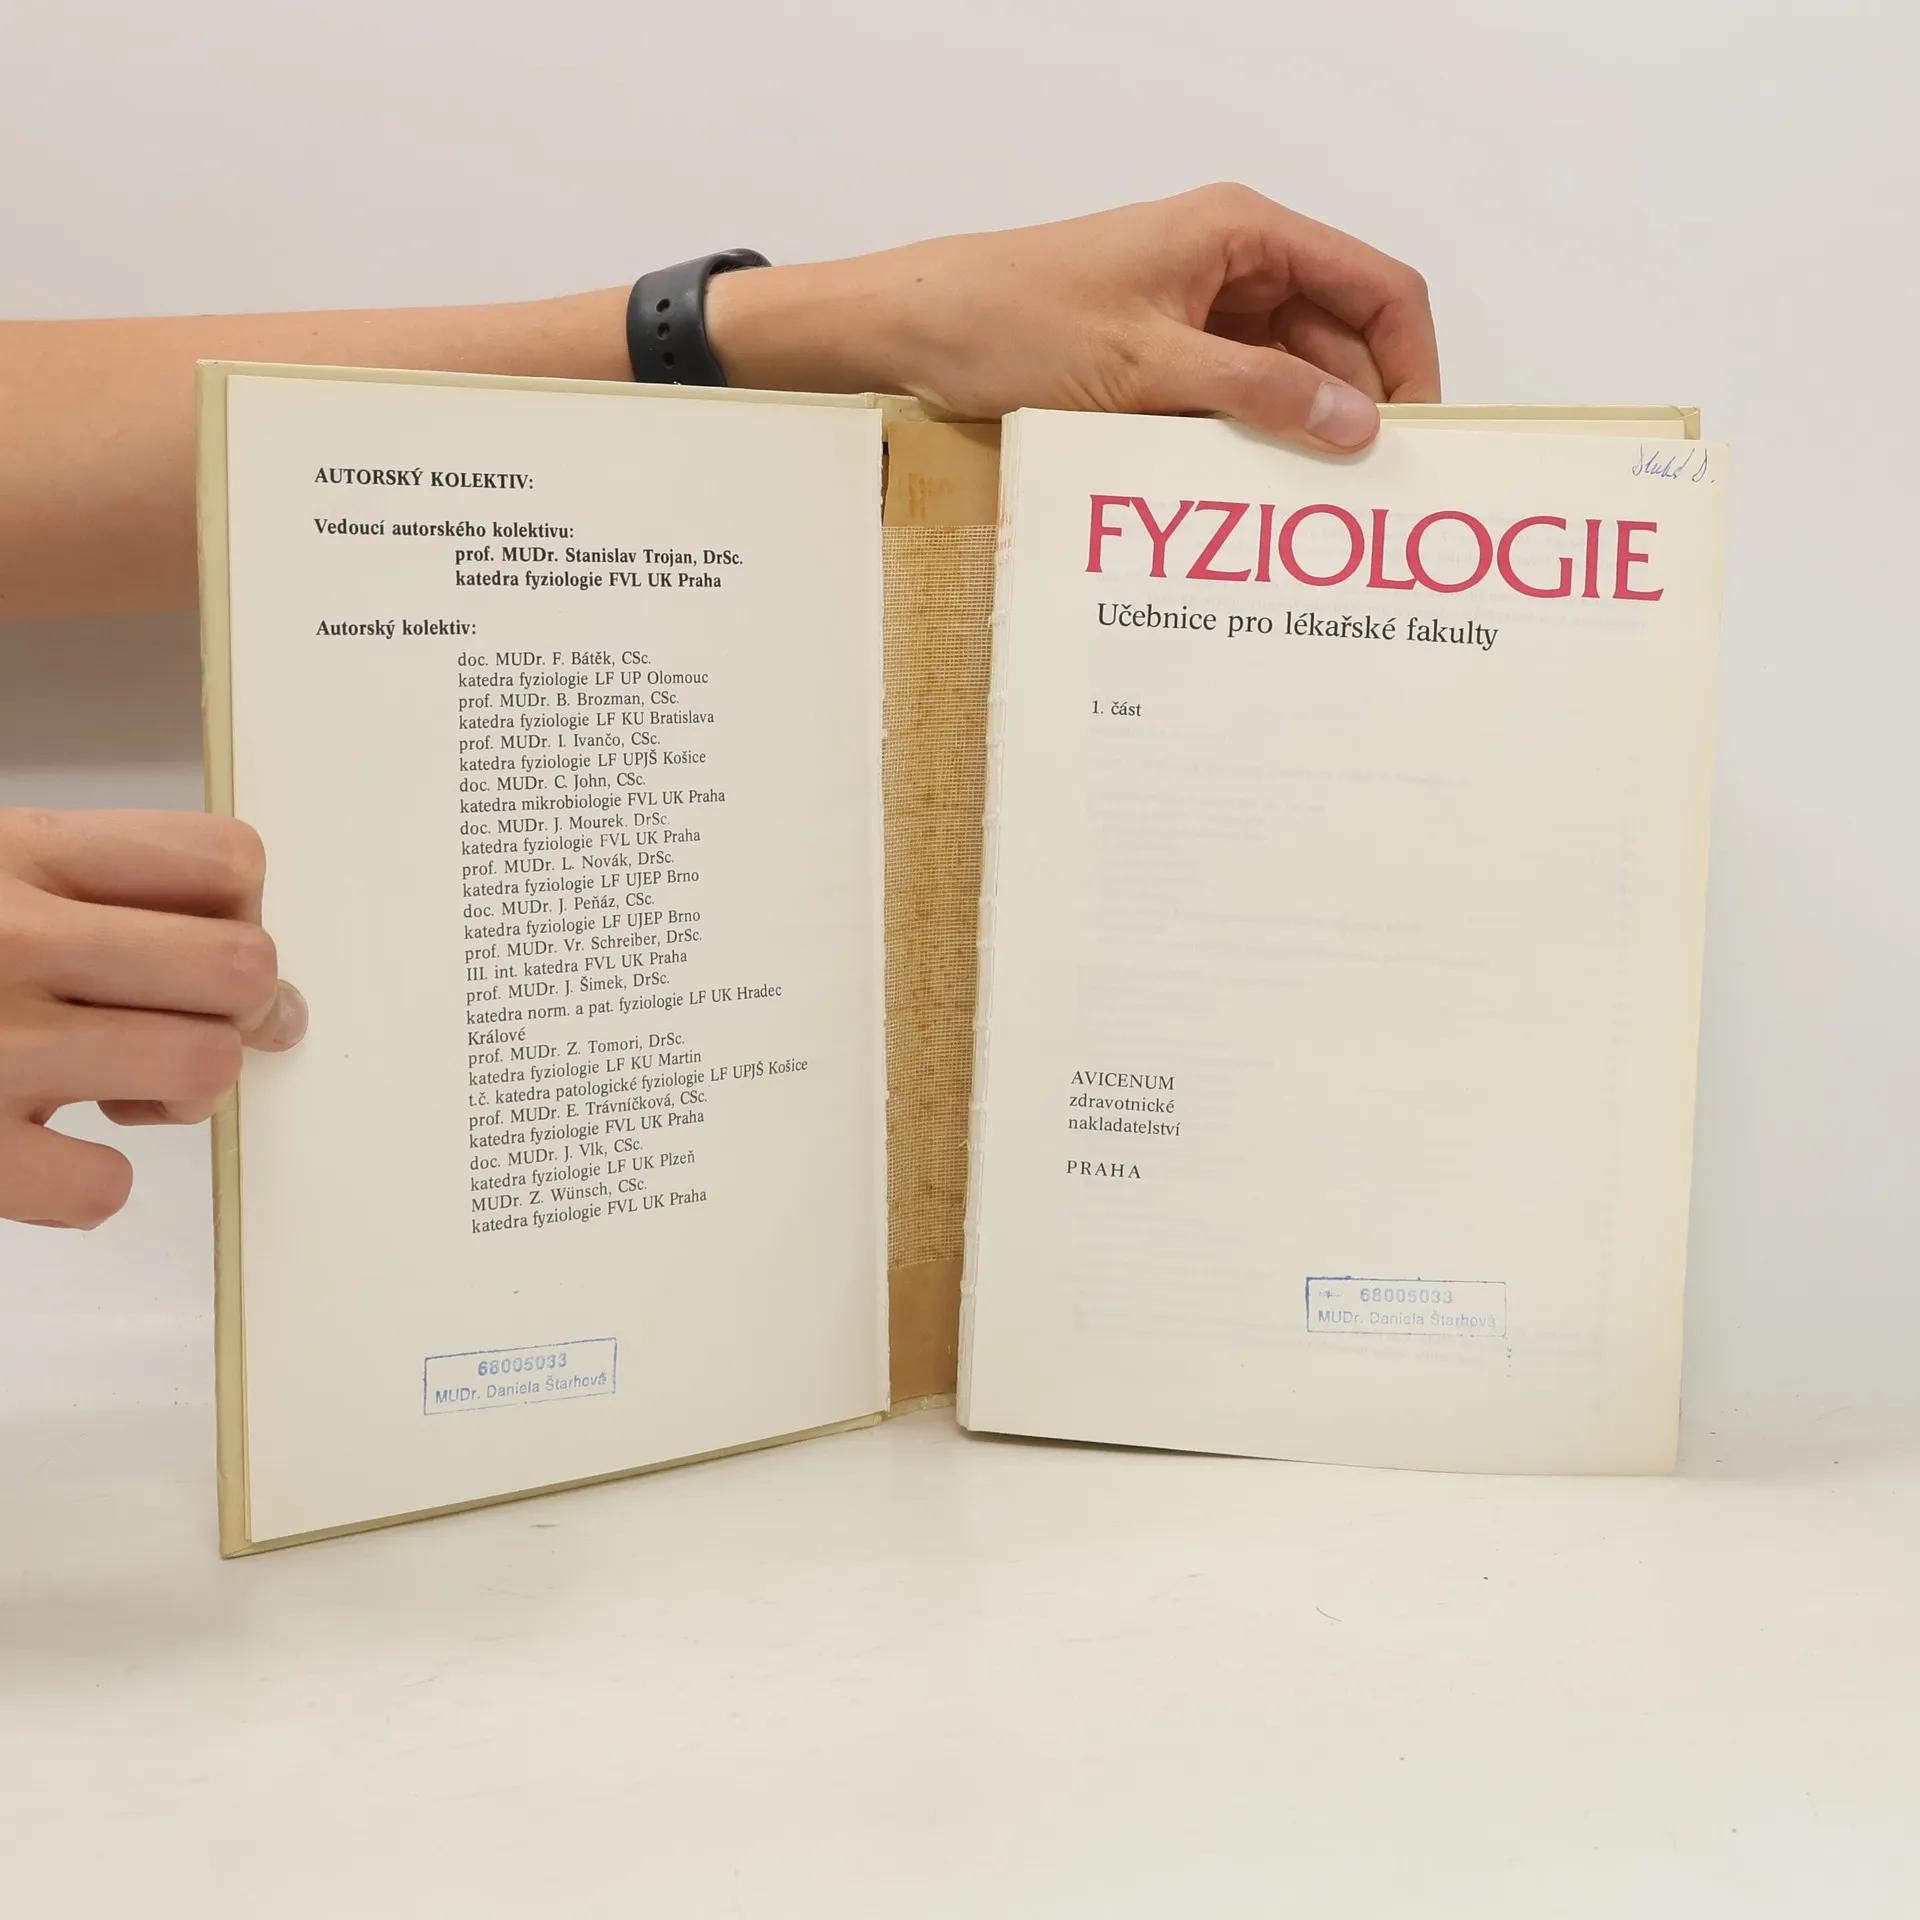 AUTORSKÝ KOLEKTIV:
Vedoucí autorského kolektivu:
prof. MUDr. Stanislav Trojan, DrSc.
katedra fyziologie FVL UK Praha
Autorský kolektiv:
doc. MUDr. F. Bátěk, CSc.
katedra fyziologie LF UP Olomouc
prof. MUDr. B. Brozman, CSc.
katedra fyziologie LF KU Bratislava
prof. MUDr. I. Ivančo, CSc.
katedra fyziologie LF UPJŠ Košice
doc. MUDr. C. John, CSc.
katedra mikrobiologie FVL UK Praha
doc. MUDr. J. Mourek, DrSc.
katedra fyziologie FVL UK Praha
prof. MUDr. L. Novák, DrSc.
katedra fyziologie LF UJEP Brno
doc. MUDr. J. Peňáz, CSc.
katedra fyziologie LF UJEP Brno
prof. MUDr. Vr. Schreiber, DrSc.
III. int. katedra FVL UK Praha
prof. MUDr. J. Šimek, DrSc.
katedra norm. a pat. fyziologie LF UK Hradec
Králové
prof. MUDr. Z. Tomori, DrSc.
katedra fyziologie LF KU Martin
t.č. katedra patologické fyziologie LF UPJŠ Košice
prof. MUDr. E. Trávníčková, CSc.
katedra fyziologie FVL UK Praha
doc. MUDr. J. Vlk, CSc.
katedra fyziologie LF UK Plzeň
MUDr. Z. Wünsch, CSc.
katedra fyziologie FVL UK Praha
68005033
MUDr. Daniela Štarhová
FYZIOLOGIE
Učebnice pro lékařské fakulty
1. část
AVICENUM
zdravotnické
nakladatelství
PRAHA
68005033
MUDr. Daniela Štarhová